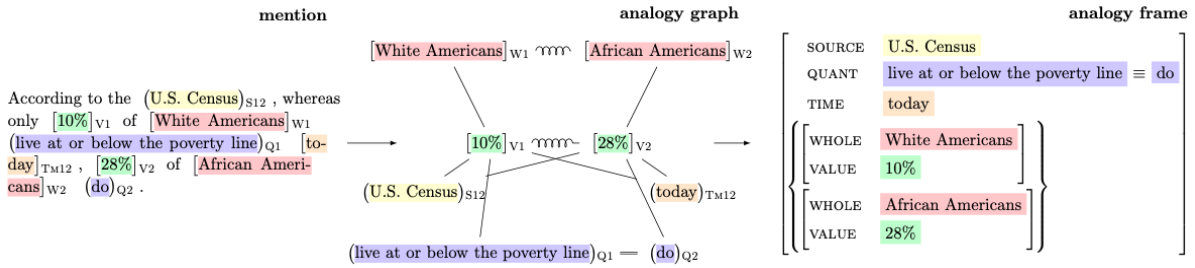 mention
According to the (U.S. Census)S12 , whereas
only [10%]V1 of [White Americans]W1
(live at or below the poverty line)Q1 [to-
day]TM12 , [28%]V2 of [African Ameri-
cans]W2 (do)Q2 .
analogy graph
[White Americans]W1 [African Americans]W2
[10%]V1 [28%]V2
(U.S. Census)S12 (today)TM12
(live at or below the poverty line)Q1 = (do)Q2
analogy frame
SOURCE U.S. Census
QUANT live at or below the poverty line ≡ do
TIME today
WHOLE White Americans
VALUE 10%
WHOLE African Americans
VALUE 28%